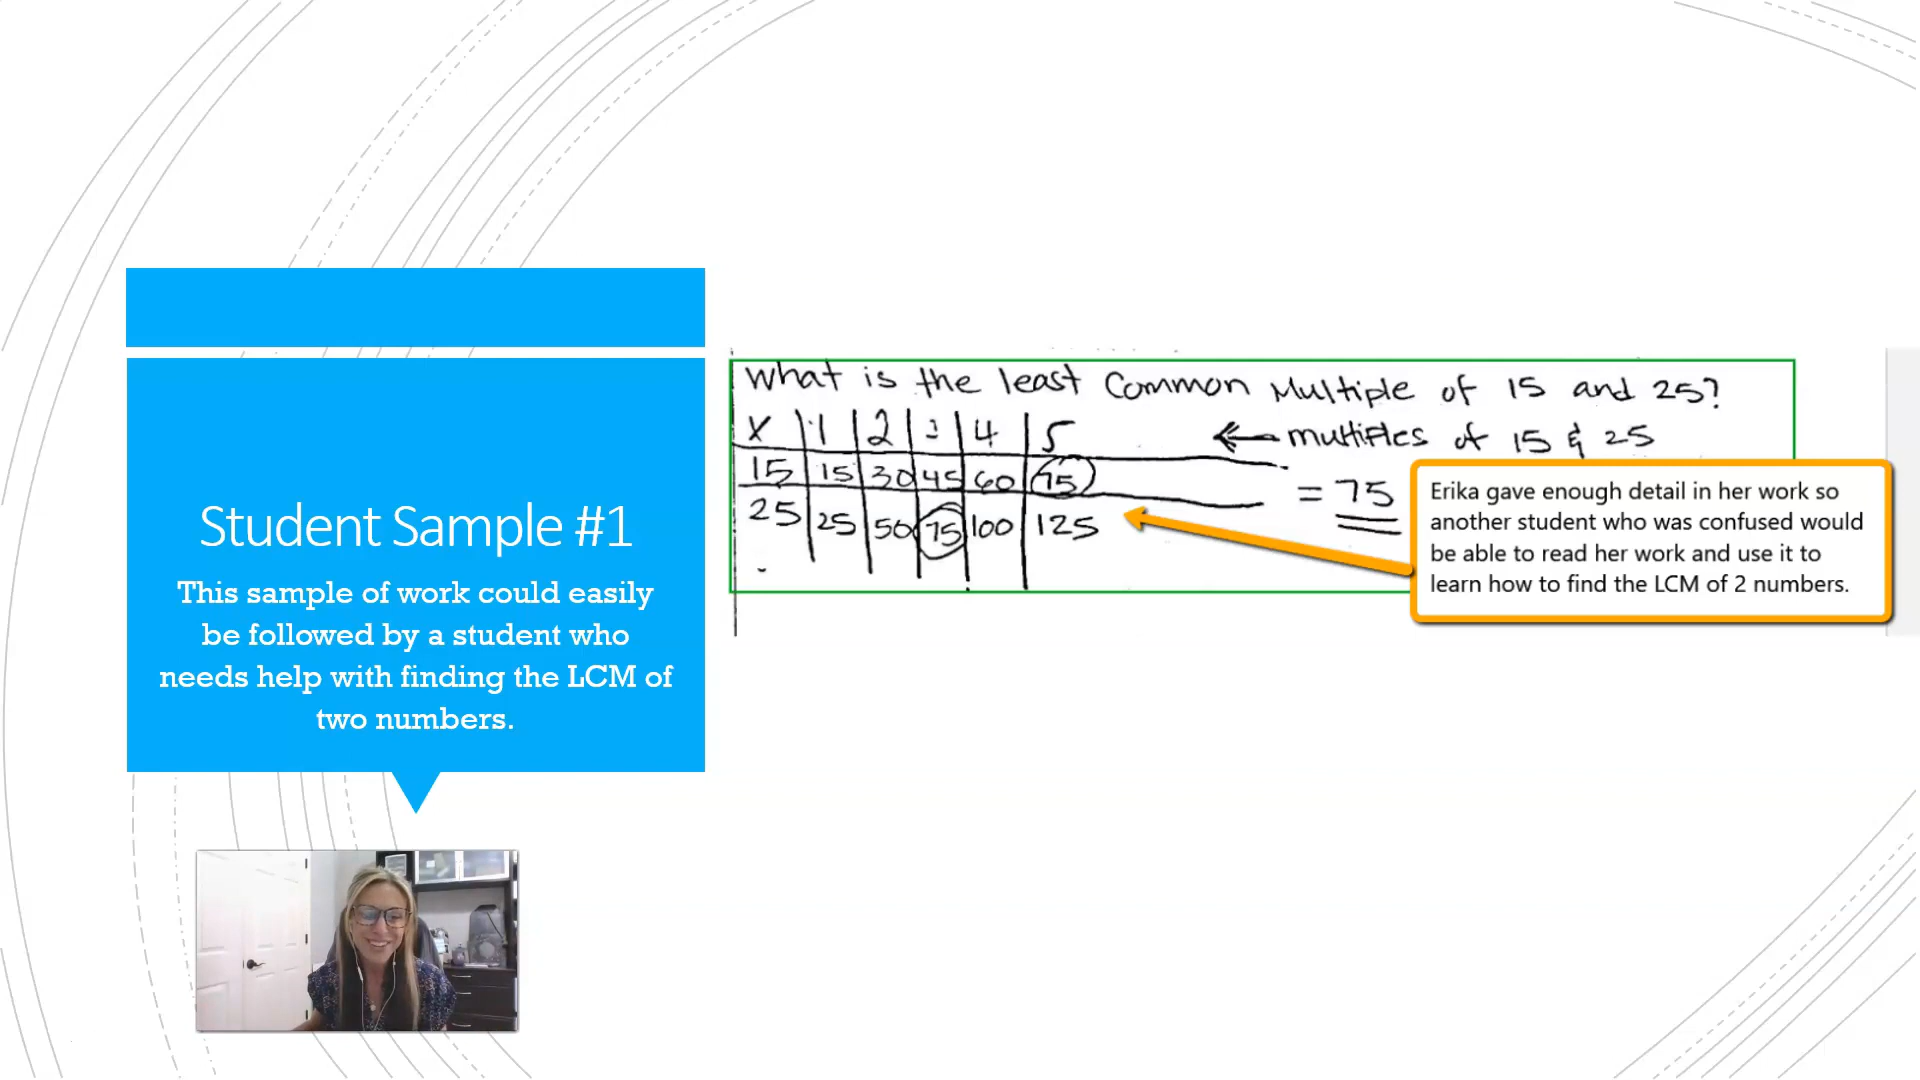 Student Sample #1
This sample of work could easily
be followed by a student who
needs help with finding the LCM of
two numbers.
What is the least Common Multiple of 15 and 25?
X 1 2 3 4 5
← multiples of 15 & 25
15 15 30 45 60 75
= 75
25 25 50 75 100 125
Erika gave enough detail in her work so
another student who was confused would
be able to read her work and use it to
learn how to find the LCM of 2 numbers.